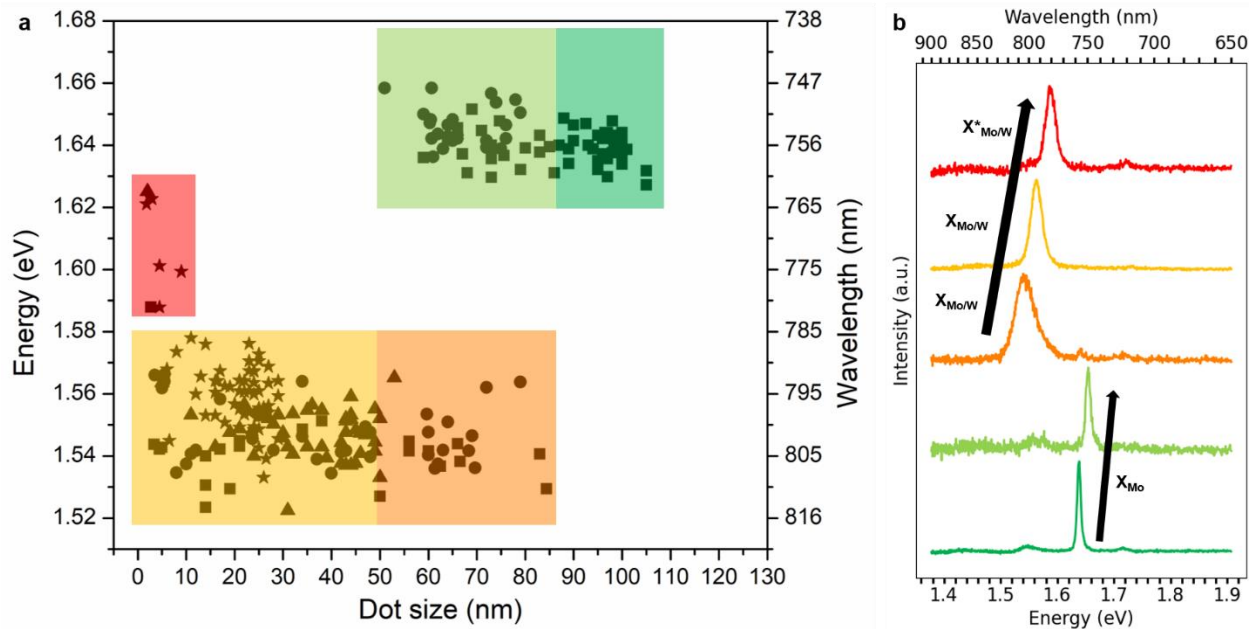 a
1.68
1.66
1.64
1.62
1.60
1.58
1.56
1.54
1.52
Energy (eV)
738
747
756
765
775
785
795
805
816
Wavelength (nm)
0 10 20 30 40 50 60 70 80 90 100 110 120 130
Dot size (nm)
b
Wavelength (nm)
900 850 800 750 700 650
X*Mo/W
XMo/W
XMo/W
XMo
Intensity (a.u.)
1.4 1.5 1.6 1.7 1.8 1.9
Energy (eV)